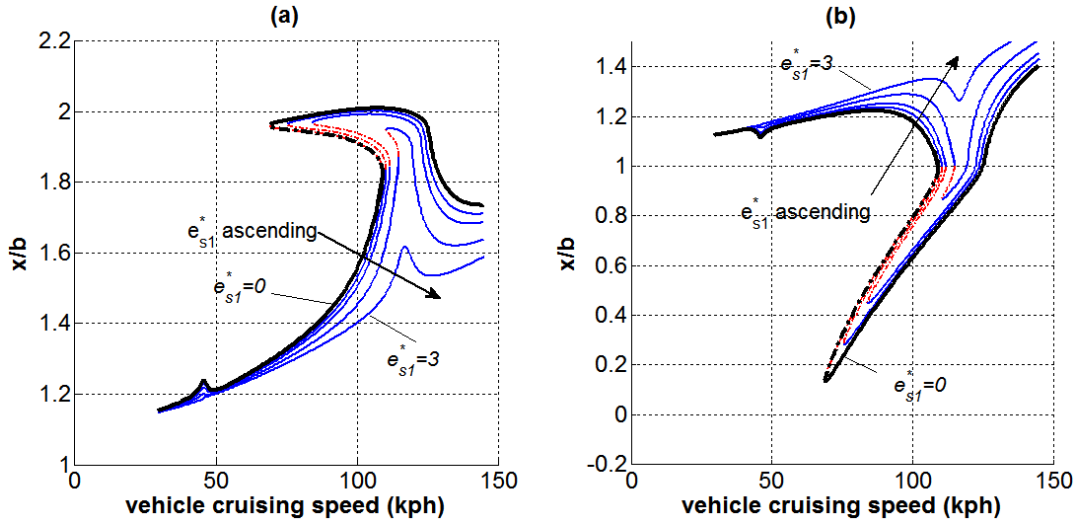 (a)
2.2
2
1.8
1.6
1.4
1.2
1
x/b
e*s1 ascending
e*s1=0
e*s1=3
0
50
100
150
vehicle cruising speed (kph)
(b)
1.4
1.2
1
0.8
0.6
0.4
0.2
0
-0.2
x/b
e*s1=3
e*s1 ascending
e*s1=0
0
50
100
150
vehicle cruising speed (kph)